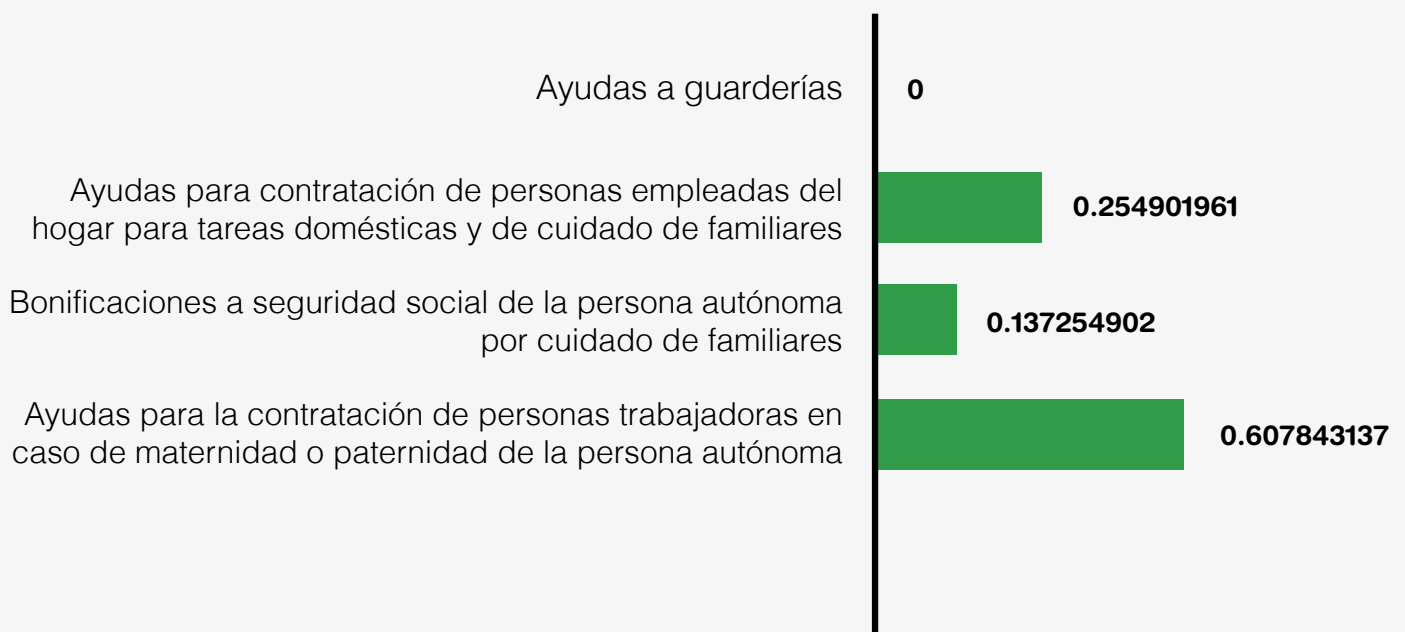 Ayudas a guarderías
0
Ayudas para contratación de personas empleadas del
hogar para tareas domésticas y de cuidado de familiares
0.254901961
Bonificaciones a seguridad social de la persona autónoma
por cuidado de familiares
0.137254902
Ayudas para la contratación de personas trabajadoras en
caso de maternidad o paternidad de la persona autónoma
0.607843137